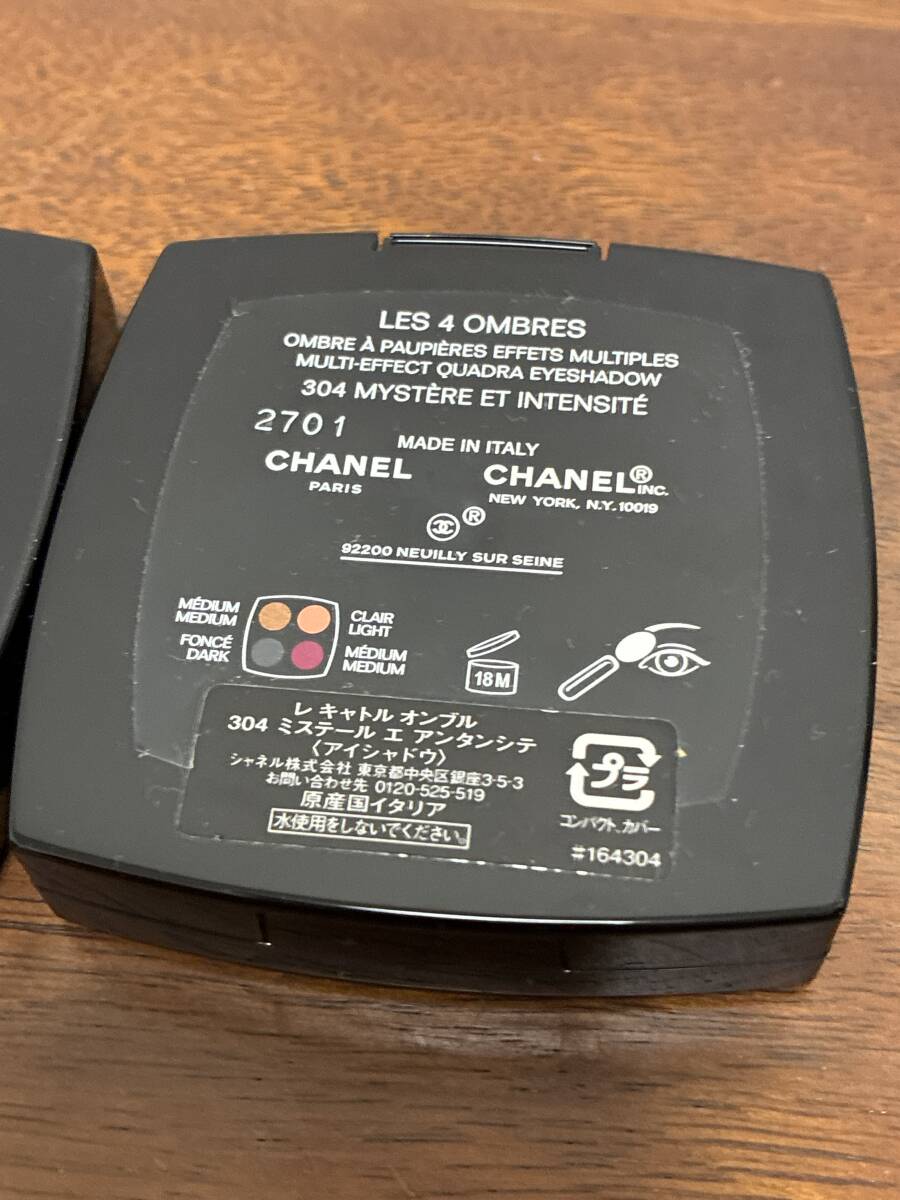 LES 4 OMBRES
OMBRE À PAUPIÈRES EFFETS MULTIPLES
MULTI-EFFECT QUADRA EYESHADOW
304 MYSTÈRE ET INTENSITÉ
2701
MADE IN ITALY
CHANEL
PARIS
CHANEL® INC.
NEW YORK, N.Y. 10019
®
92200 NEUILLY SUR SEINE
MÉDIUM
MEDIUM
CLAIR
LIGHT
FONCÉ
DARK
MÉDIUM
MEDIUM
18M
レ キャトル オンブル
304 ミステール エ アンタンシテ
〈アイシャドウ〉
シャネル株式会社 東京都中央区銀座3-5-3
お問い合わせ先 0120-525-519
原産国イタリア
水使用をしないでください。
プラ
コンパクト、カバー
#164304